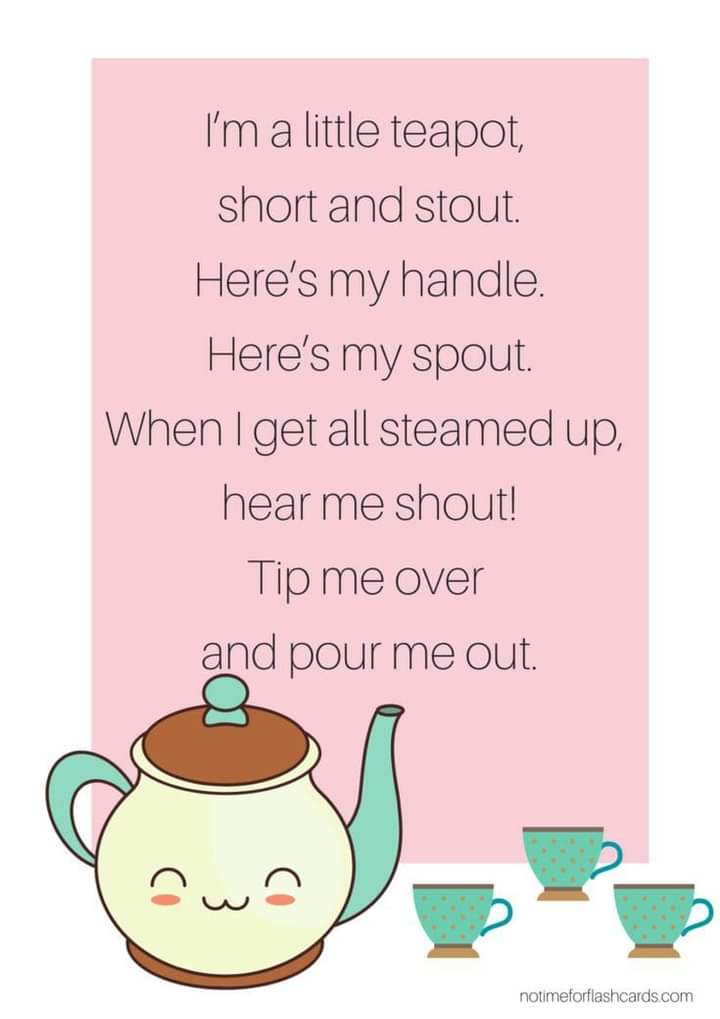 I'm a little teapot,
short and stout.
Here's my handle.
Here's my spout.
When I get all steamed up,
hear me shout!
Tip me over
and pour me out.
notimeforflashcards.com